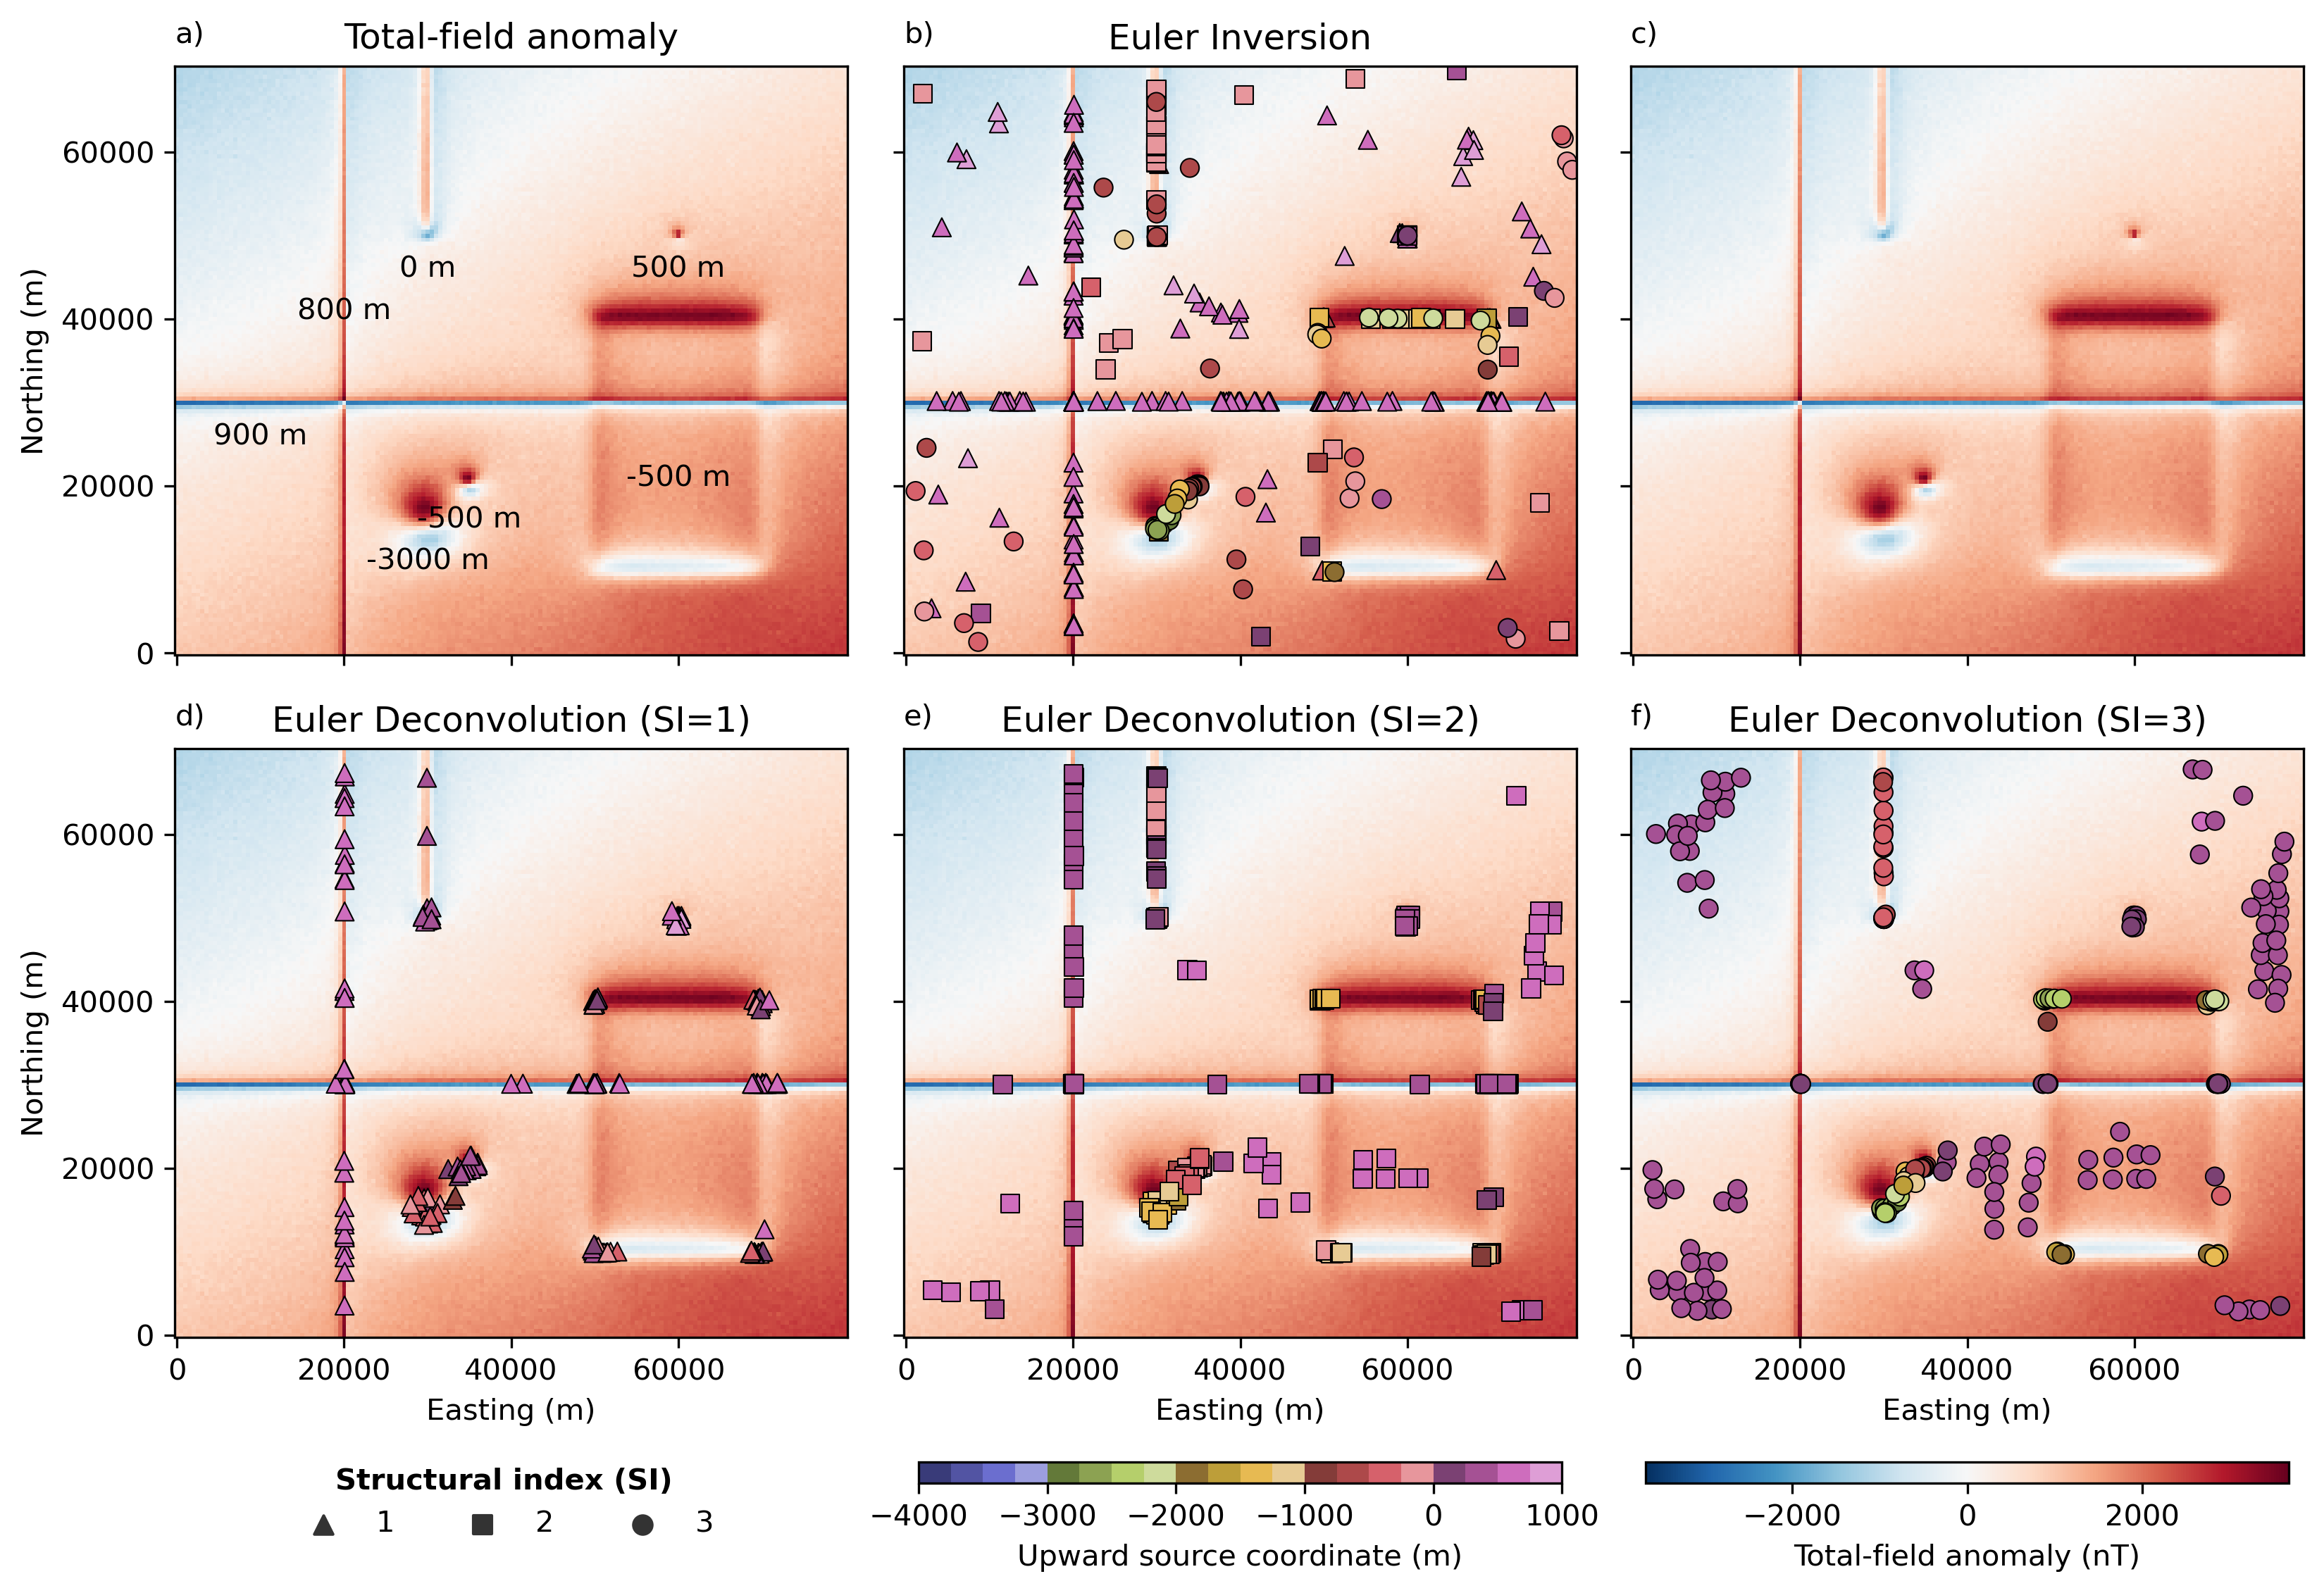 a)
Total-field anomaly
b)
Euler Inversion
c)
60000
40000
20000
0
Northing (m)
0 m
500 m
800 m
900 m
-500 m
-500 m
-3000 m
d)
Euler Deconvolution (SI=1)
e)
Euler Deconvolution (SI=2)
f)
Euler Deconvolution (SI=3)
60000
40000
20000
0
Northing (m)
0 20000 40000 60000
0 20000 40000 60000
0 20000 40000 60000
Easting (m)
Easting (m)
Easting (m)
Structural index (SI)
1 2 3
−4000 −3000 −2000 −1000 0 1000
Upward source coordinate (m)
−2000 0 2000
Total-field anomaly (nT)